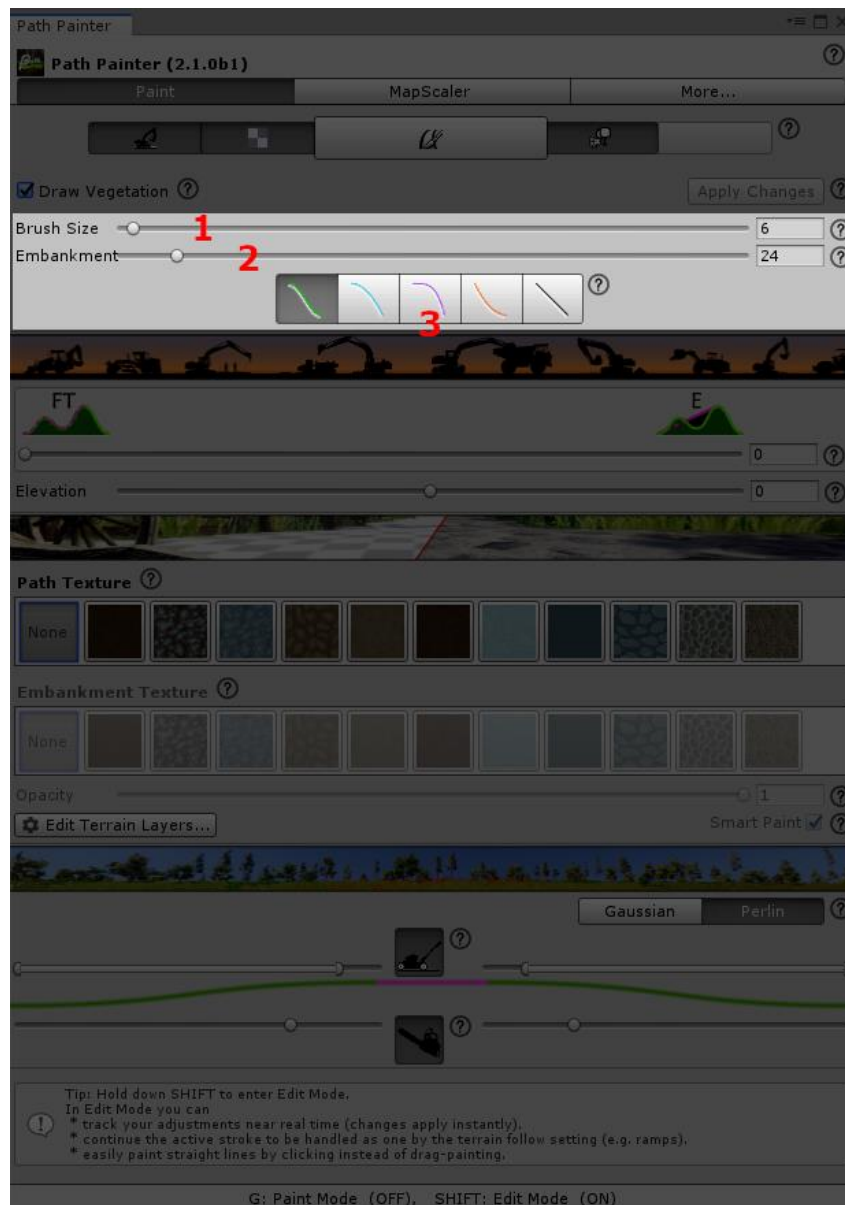 Path Painter
Path Painter (2.1.0b1)
Paint MapScaler More...
Draw Vegetation Apply Changes
Brush Size 1 6
Embankment 2 24
3
FT E
0
Elevation 0
Path Texture
None
Embankment Texture
None
Opacity 1
Edit Terrain Layers... Smart Paint
Gaussian Perlin
Tip: Hold down SHIFT to enter Edit Mode.
In Edit Mode you can
* track your adjustments near real time (changes apply instantly).
* continue the active stroke to be handled as one by the terrain follow setting (e.g. ramps).
* easily paint straight lines by clicking instead of drag-painting.
G: Paint Mode (OFF), SHIFT: Edit Mode (ON)